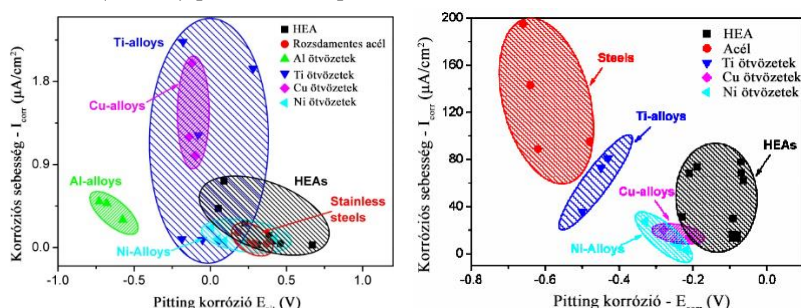 Korróziós sebesség - I_corr (µA/cm²)
1.8
0.9
0.0
-1.0
-0.5
0.0
0.5
1.0
Pitting korrózió E (V)
Ti-alloys
Cu-alloys
Al-alloys
Ni-Alloys
HEAs
Stainless
steels
HEA
Rozsdamentes acél
Al ötvözetek
Ti ötvözetek
Cu ötvözetek
Ni ötvözetek
Korróziós sebesség - I_corr (µA/cm²)
200
160
120
80
40
0
-0.8
-0.6
-0.4
-0.2
0.0
Pitting korrózió - E (V)
Steels
Ti-alloys
Cu-alloys
Ni-Alloys
HEAs
HEA
Acél
Ti ötvözetek
Cu ötvözetek
Ni ötvözetek